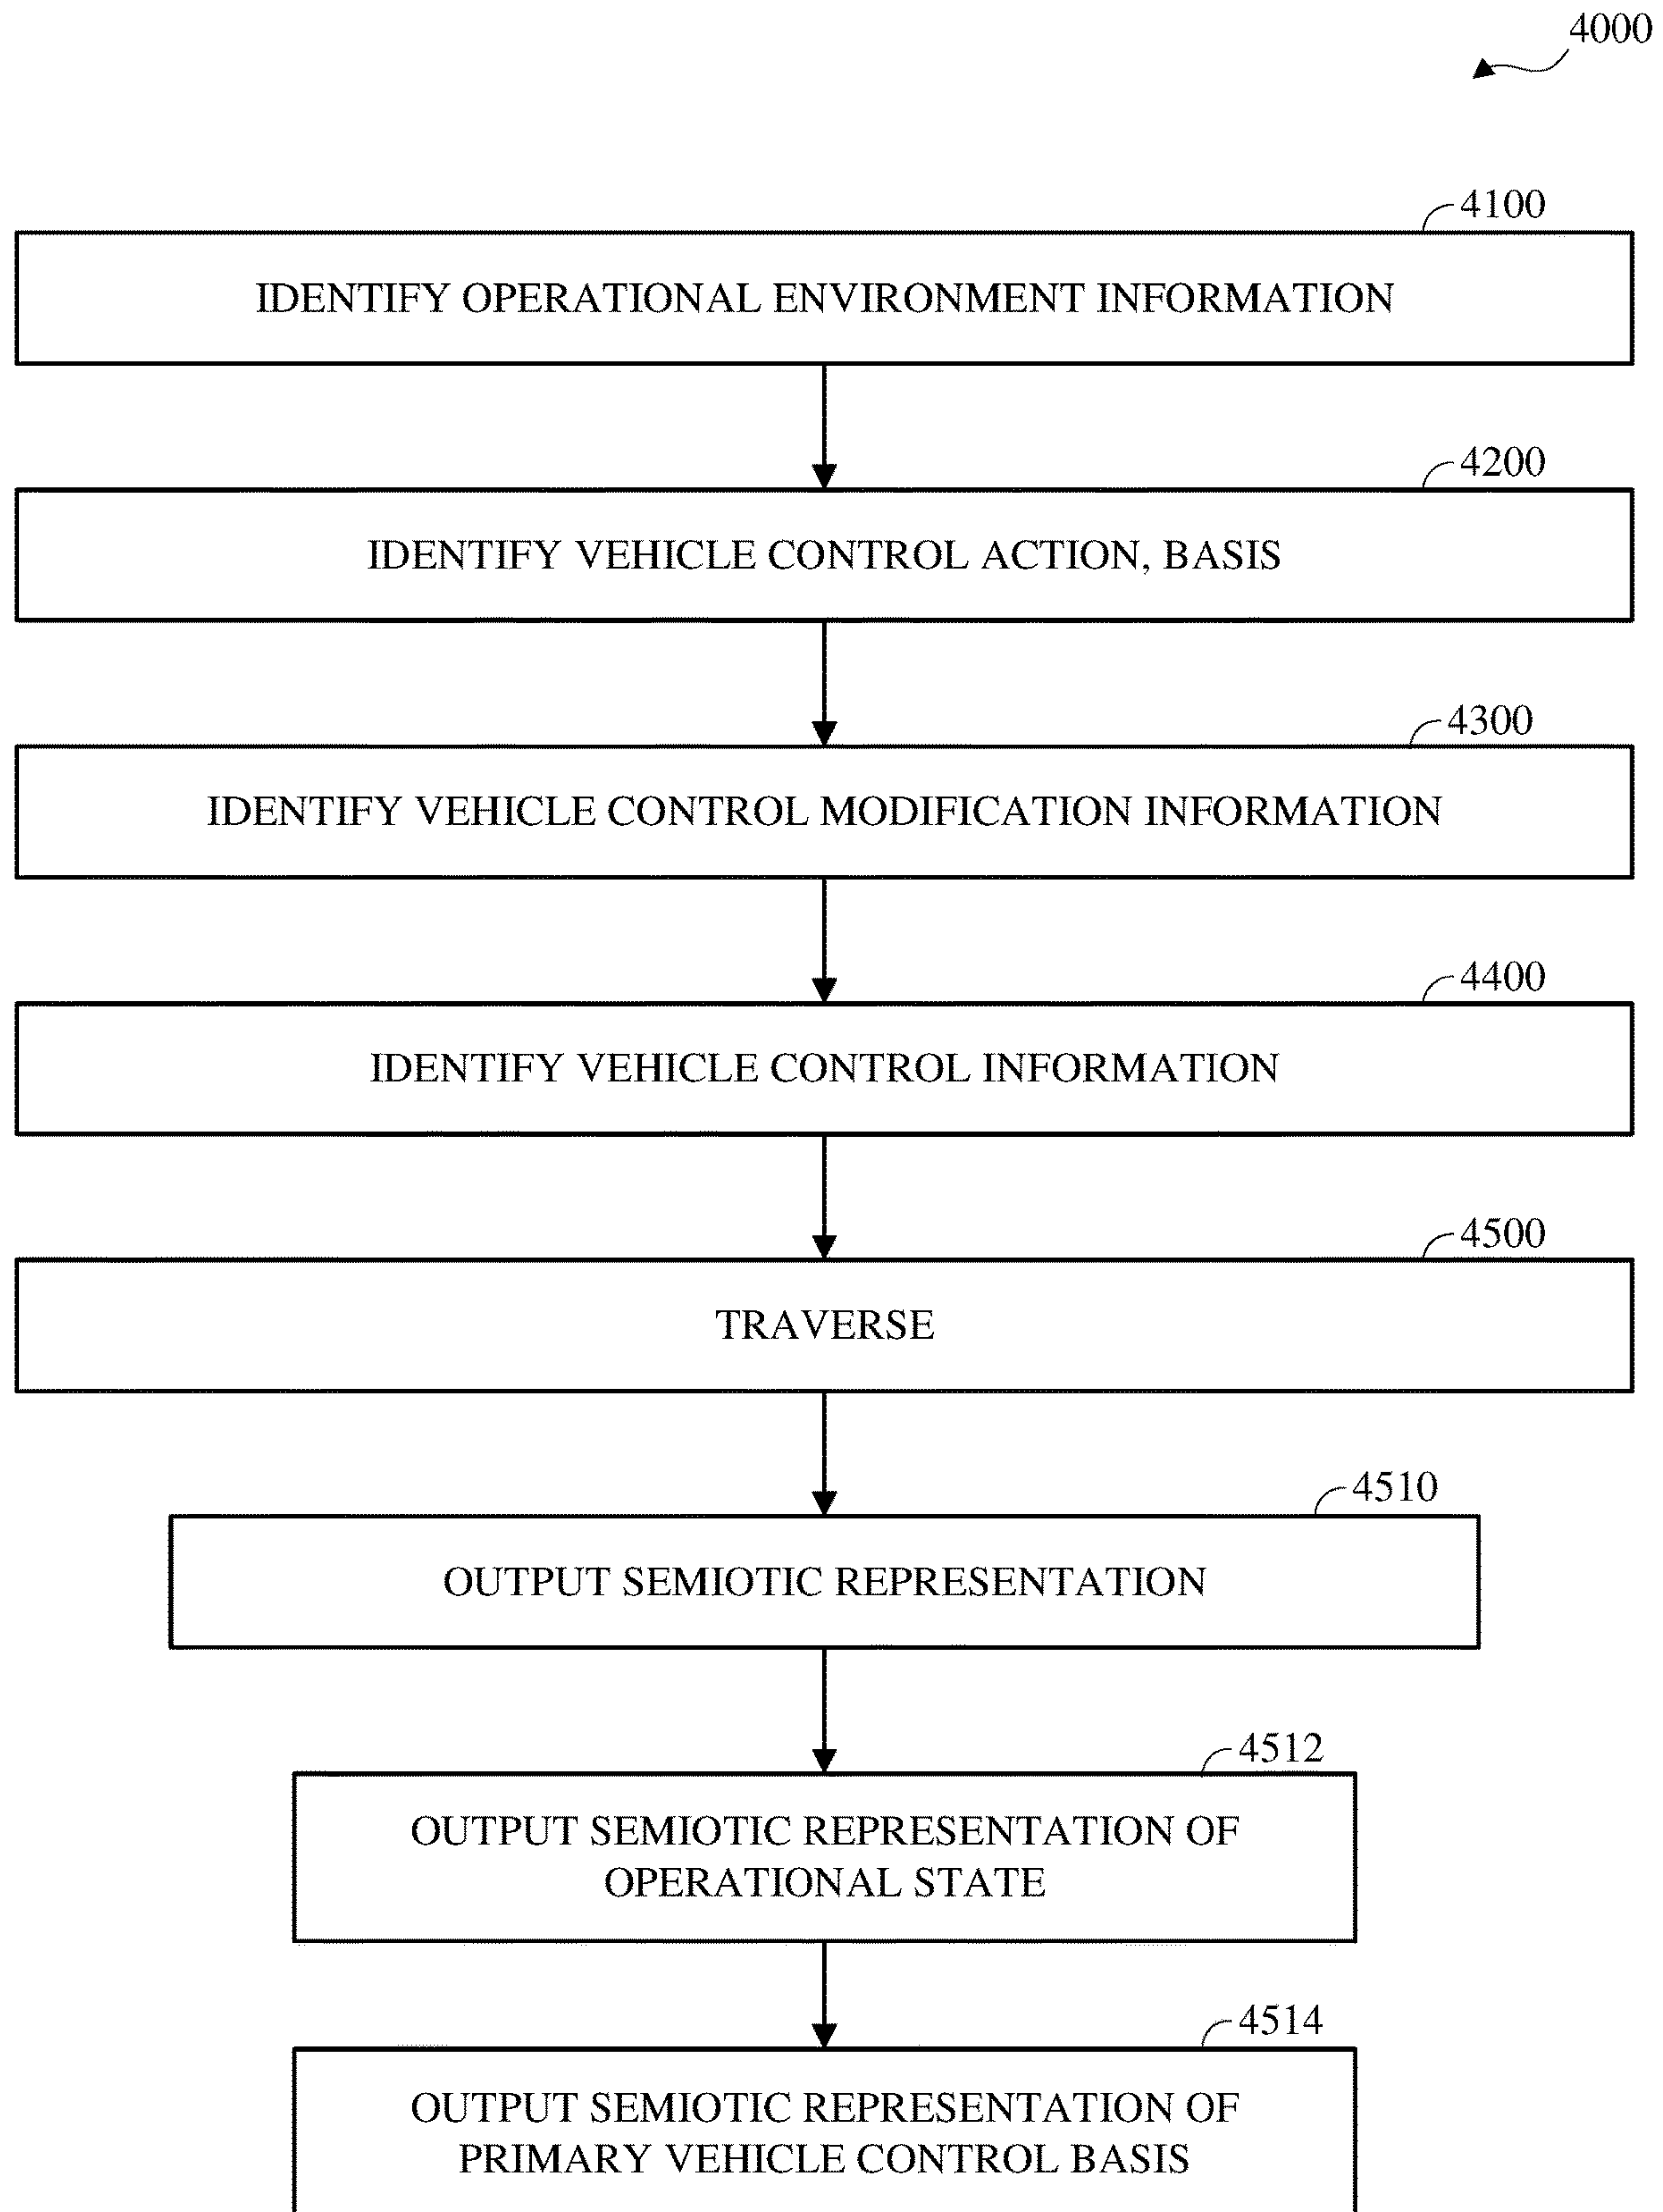 4000
4100
IDENTIFY OPERATIONAL ENVIRONMENT INFORMATION
4200
IDENTIFY VEHICLE CONTROL ACTION, BASIS
4300
IDENTIFY VEHICLE CONTROL MODIFICATION INFORMATION
4400
IDENTIFY VEHICLE CONTROL INFORMATION
4500
TRAVERSE
4510
OUTPUT SEMIOTIC REPRESENTATION
4512
OUTPUT SEMIOTIC REPRESENTATION OF
OPERATIONAL STATE
4514
OUTPUT SEMIOTIC REPRESENTATION OF
PRIMARY VEHICLE CONTROL BASIS